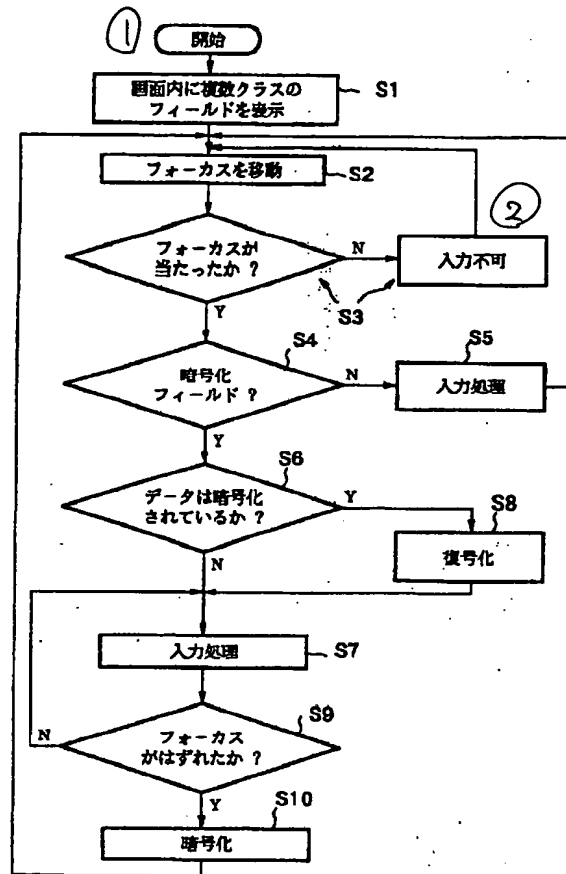 ①
開始
画面内に複数クラスの
フィールドを表示
S1
フォーカスを移動
S2
②
フォーカスが
当たったか ?
N
入力不可
S3
Y
S4
暗号化
フィールド ?
N
S5
入力処理
Y
S6
データは暗号化
されているか ?
Y
S8
復号化
N
入力処理
S7
S9
フォーカス
がはずれたか ?
N
Y
S10
暗号化